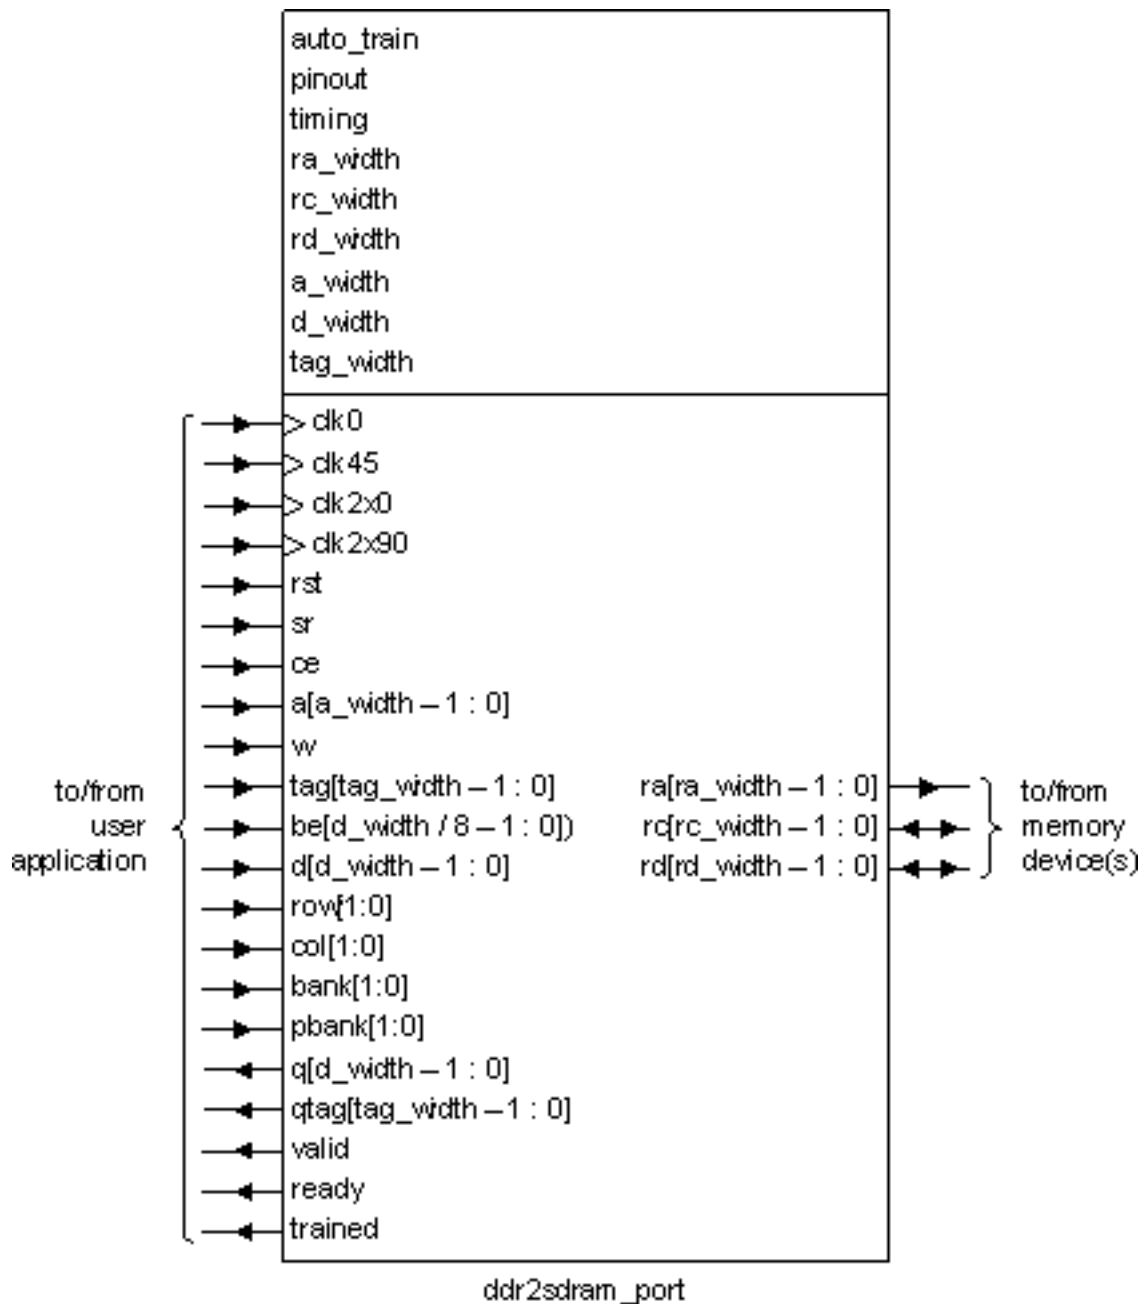 auto_train
pinout
timing
ra_width
rc_width
rd_width
a_width
d_width
tag_width
clk0
clk45
clk2x0
clk2x90
rst
sr
ce
a[a_width – 1 : 0]
w
tag[tag_width – 1 : 0]
be[d_width / 8 – 1 : 0])
d[d_width – 1 : 0]
row[1:0]
col[1:0]
bank[1:0]
pbank[1:0]
q[d_width – 1 : 0]
qtag[tag_width – 1 : 0]
valid
ready
trained
to/from
user
application
ra[ra_width – 1 : 0]
rc[rc_width – 1 : 0]
rd[rd_width – 1 : 0]
to/from
memory
device(s)
ddr2sdram_port